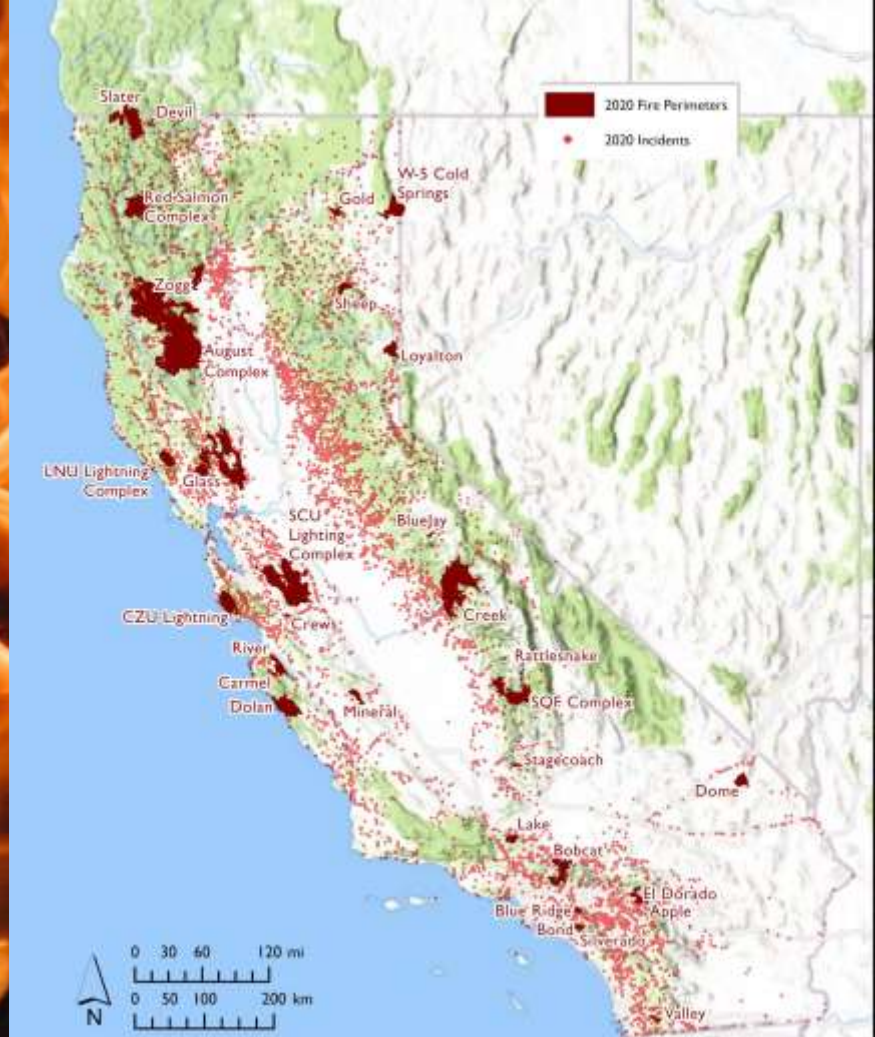 Slater
Devil
2020 Fire Perimeters
2020 Incidents
W-5 Cold
Springs
Gold
Red-Salmon
Complex
Zogg
Sheep
August
Complex
Loyalton
LNU Lightning
Complex
Glass
SCU
Lighting
Complex
BlueJay
CZU Lightning
Crews
Creek
River
Carmel
Dolan
Rattlesnake
SQF Complex
Mineral
Stagecoach
Dome
Lake
Bobcat
El Dorado
Apple
Blue Ridge
Bond
Silverado
Valley
0 30 60 120 mi
0 50 100 200 km
N